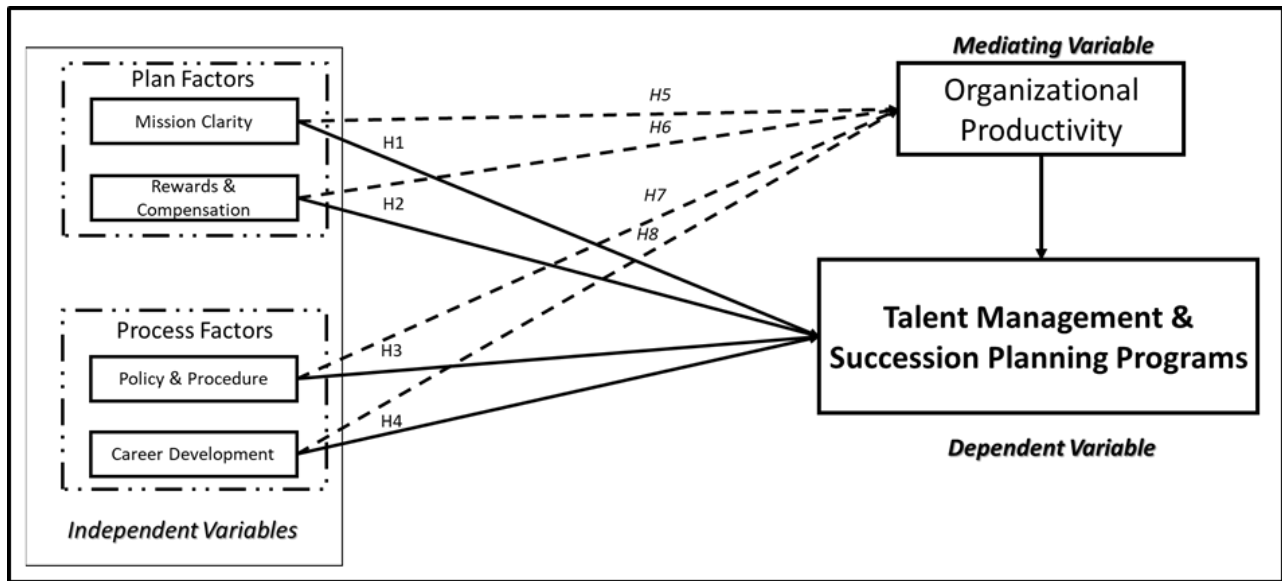 Plan Factors
Mission Clarity
Rewards &
Compensation
Process Factors
Policy & Procedure
Career Development
Independent Variables
H5
H1
H6
H2
H7
H8
H3
H4
Mediating Variable
Organizational
Productivity
Talent Management &
Succession Planning Programs
Dependent Variable